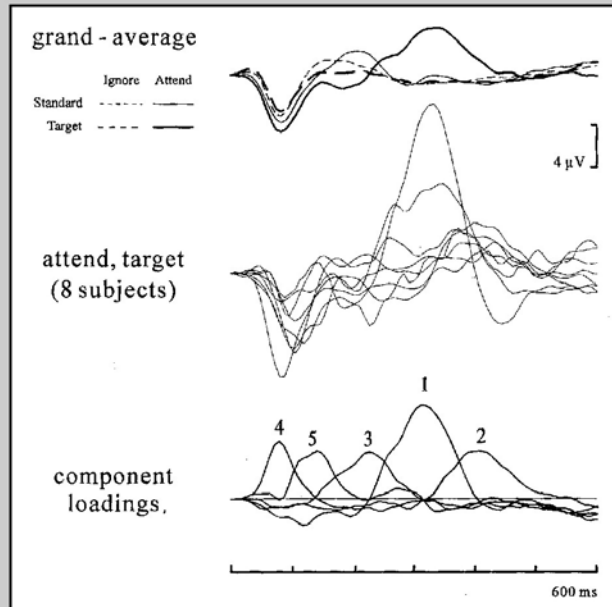 grand - average
Ignore Attend
Standard
Target
4 µV
attend, target
(8 subjects)
1
4 5 3 2
component
loadings.
600 ms